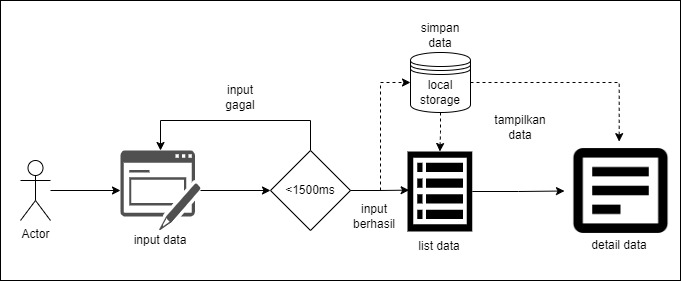 simpan
data
input
gagal
local
storage
tampilkan
data
<1500ms
input
berhasil
Actor
input data
list data
detail data